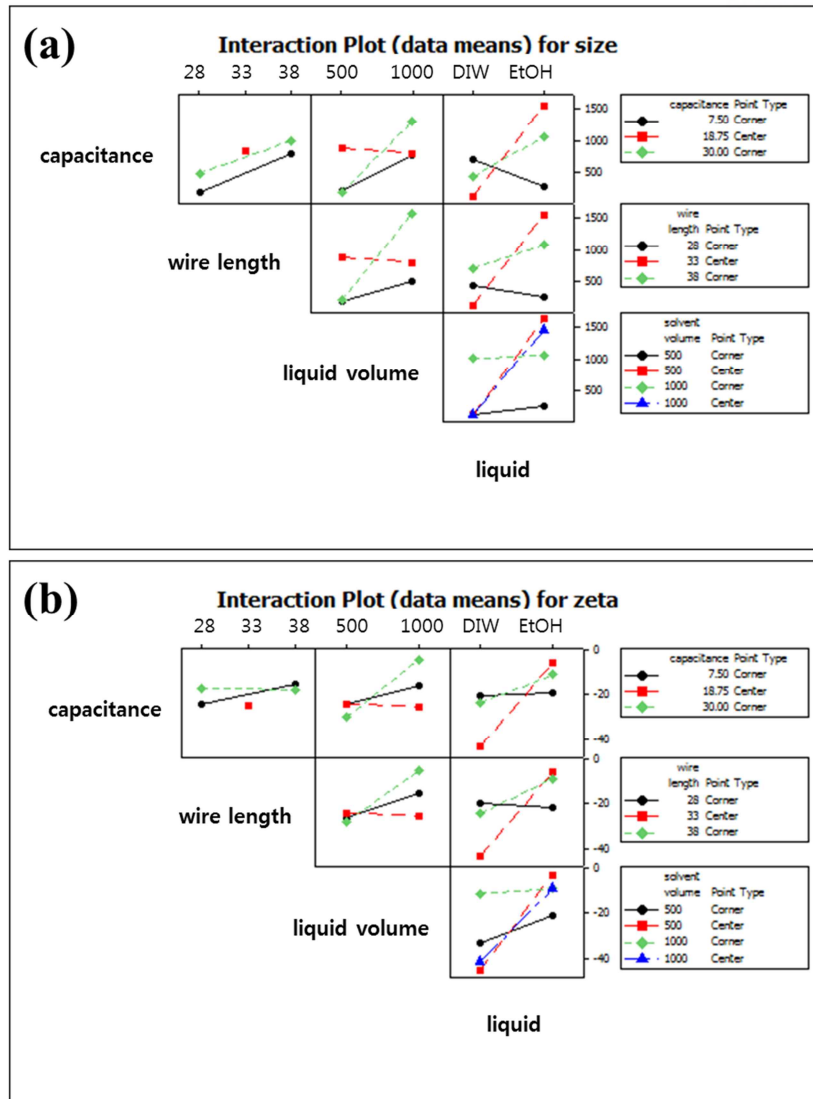 (a)
Interaction Plot (data means) for size
28 33 38 500 1000 DIW EtOH
capacitance
1500
1000
500
capacitance Point Type
7.50 Corner
18.75 Center
30.00 Corner
wire length
1500
1000
500
wire
length Point Type
28 Corner
33 Center
38 Corner
liquid volume
1500
1000
500
solvent
volume Point Type
500 Corner
500 Center
1000 Corner
1000 Center
liquid
(b)
Interaction Plot (data means) for zeta
28 33 38 500 1000 DIW EtOH
capacitance
0
-20
-40
capacitance Point Type
7.50 Corner
18.75 Center
30.00 Corner
wire length
0
-20
-40
wire
length Point Type
28 Corner
33 Center
38 Corner
liquid volume
0
-20
-40
solvent
volume Point Type
500 Corner
500 Center
1000 Corner
1000 Center
liquid